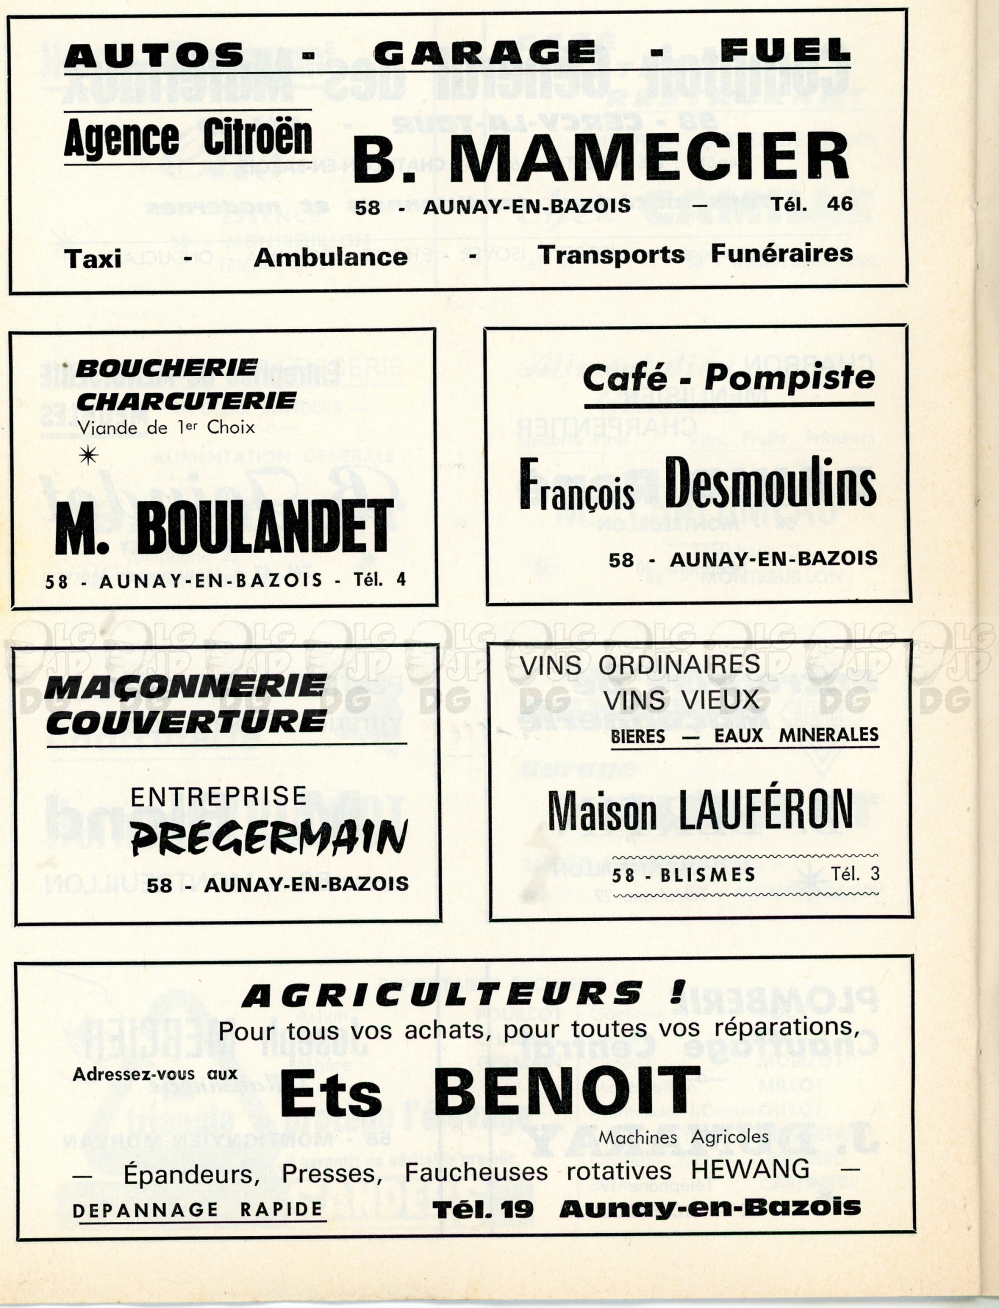 AUTOS - GARAGE - FUEL
Agence Citroën
B. MAMECIER
58 - AUNAY-EN-BAZOIS — Tél. 46
Taxi - Ambulance - Transports Funéraires
BOUCHERIE
CHARCUTERIE
Viande de 1er Choix
M. BOULANDET
58 - AUNAY-EN-BAZOIS - Tél. 4
Café - Pompiste
François Desmoulins
58 - AUNAY-EN-BAZOIS
MAÇONNERIE
COUVERTURE
ENTREPRISE
PREGERMAIN
58 - AUNAY-EN-BAZOIS
VINS ORDINAIRES
VINS VIEUX
BIERES — EAUX MINERALES
Maison LAUFÉRON
58 - BLISMES Tél. 3
AGRICULTEURS !
Pour tous vos achats, pour toutes vos réparations,
Adressez-vous aux
Ets BENOIT
Machines Agricoles
— Épandeurs, Presses, Faucheuses rotatives HEWANG —
DEPANNAGE RAPIDE Tél. 19 Aunay-en-Bazois